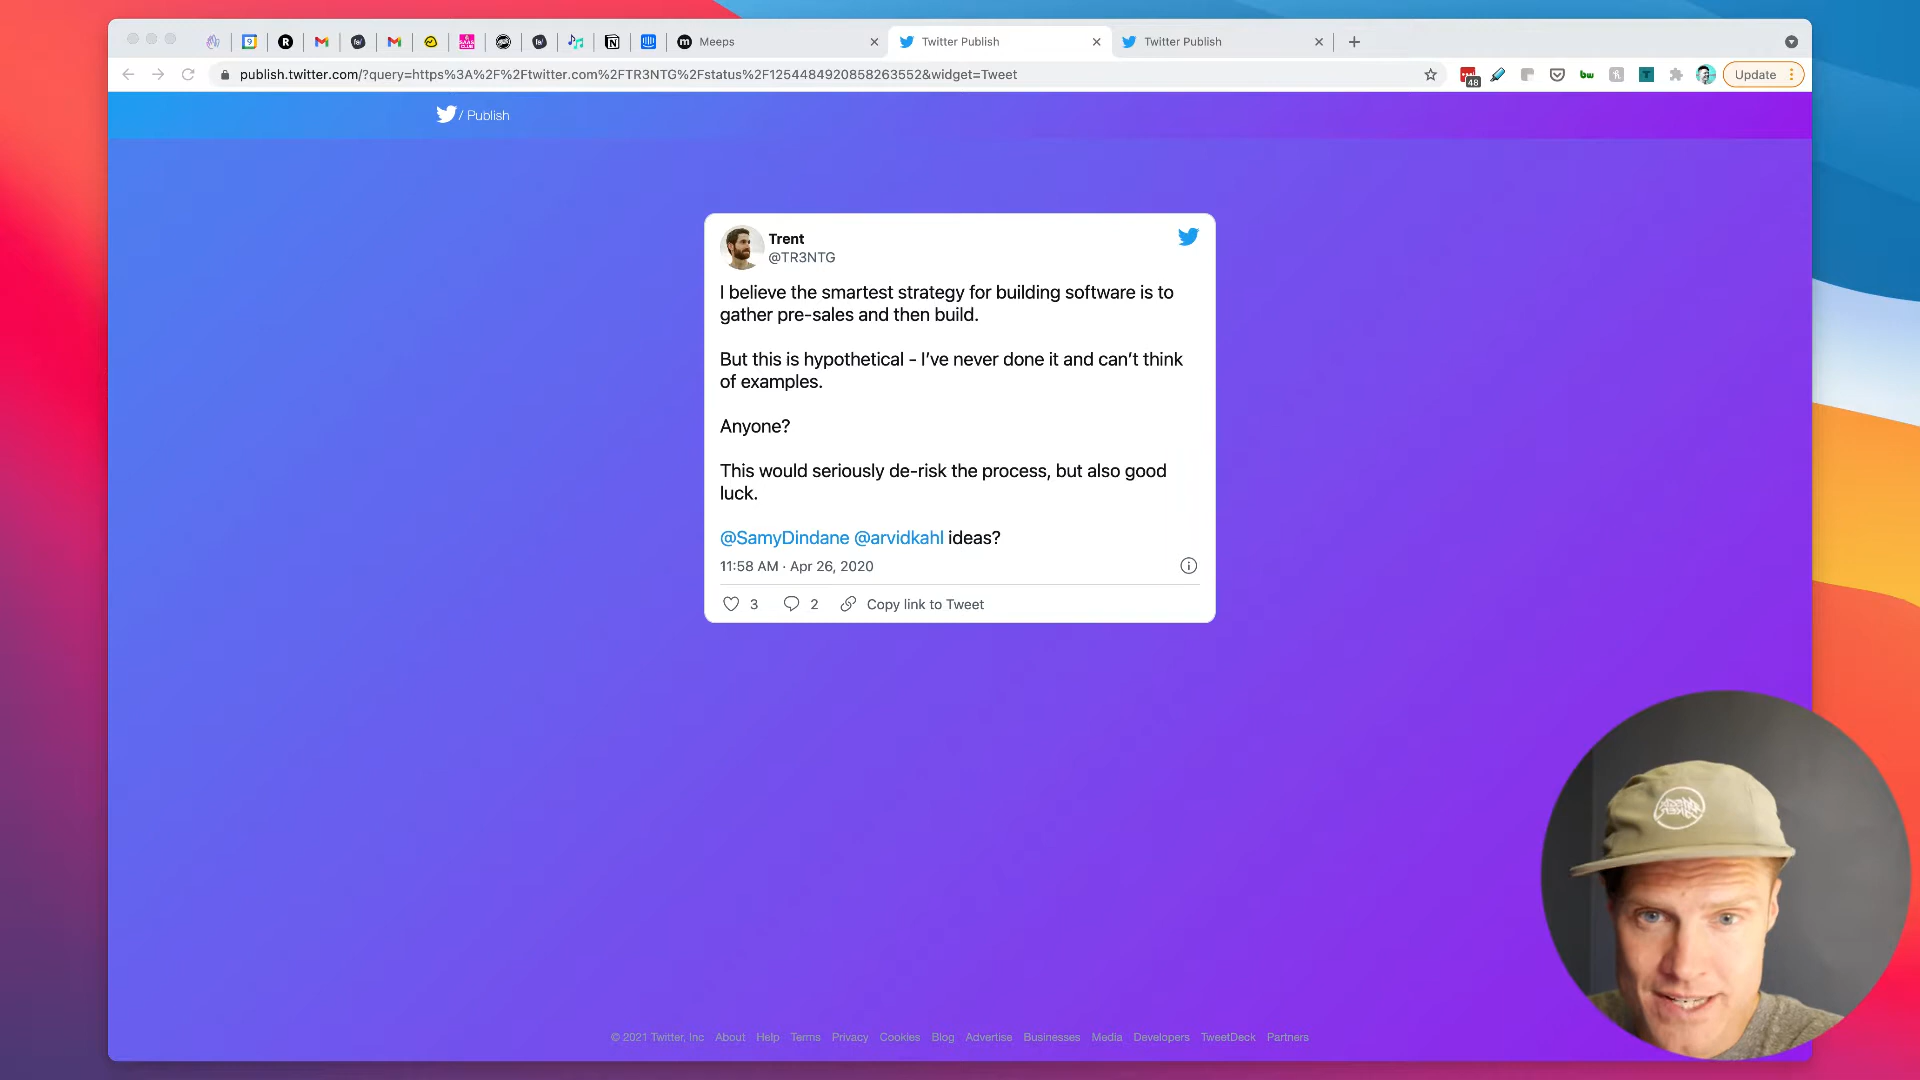 Meeps
Twitter Publish
Twitter Publish
publish.twitter.com/?query=https%3A%2F%2Ftwitter.com%2FTR3NTG%2Fstatus%2F1254484920858263552&widget=Tweet
48
bw
Update
/ Publish
Trent
@TR3NTG
I believe the smartest strategy for building software is to
gather pre-sales and then build.
But this is hypothetical - I’ve never done it and can’t think
of examples.
Anyone?
This would seriously de-risk the process, but also good
luck.
@SamyDindane @arvidkahl ideas?
11:58 AM · Apr 26, 2020
3 2 Copy link to Tweet
© 2021 Twitter, Inc About Help Terms Privacy Cookies Blog Advertise Businesses Media Developers TweetDeck Partners